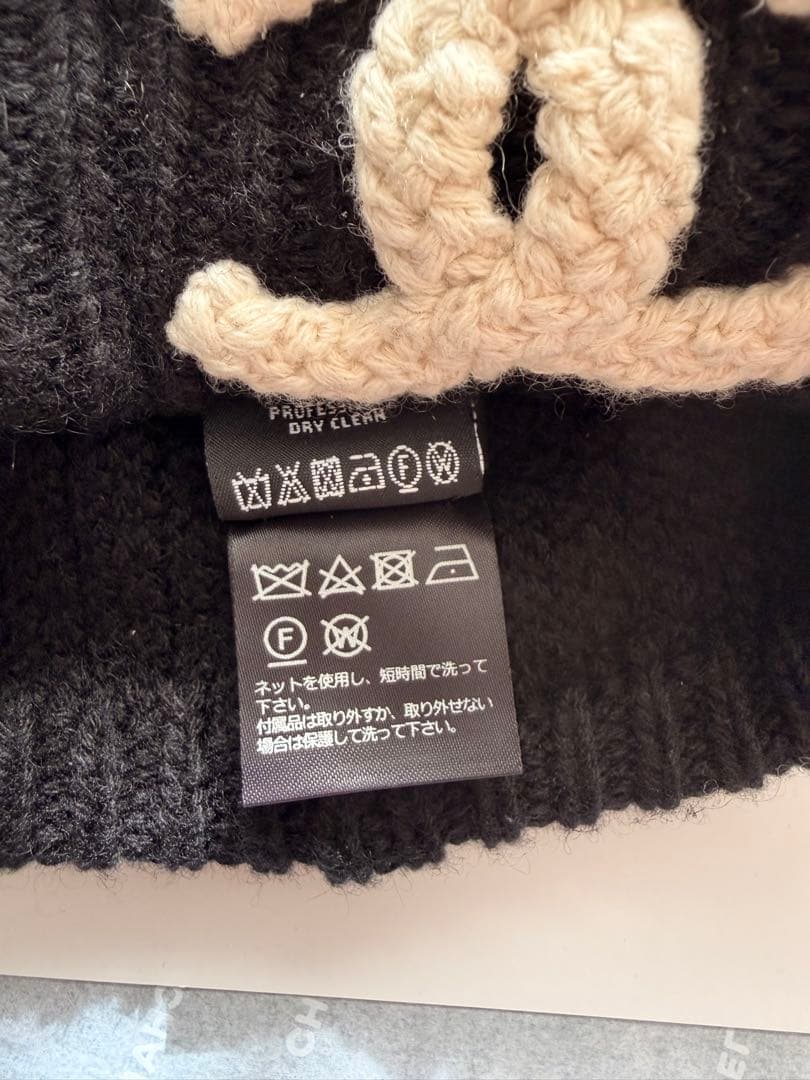 DRY CLEAN
F W
F
W
ネットを使用し、短時間で洗って
下さい。
付属品は取り外すか、取り外せない
場合は保護して洗って下さい。